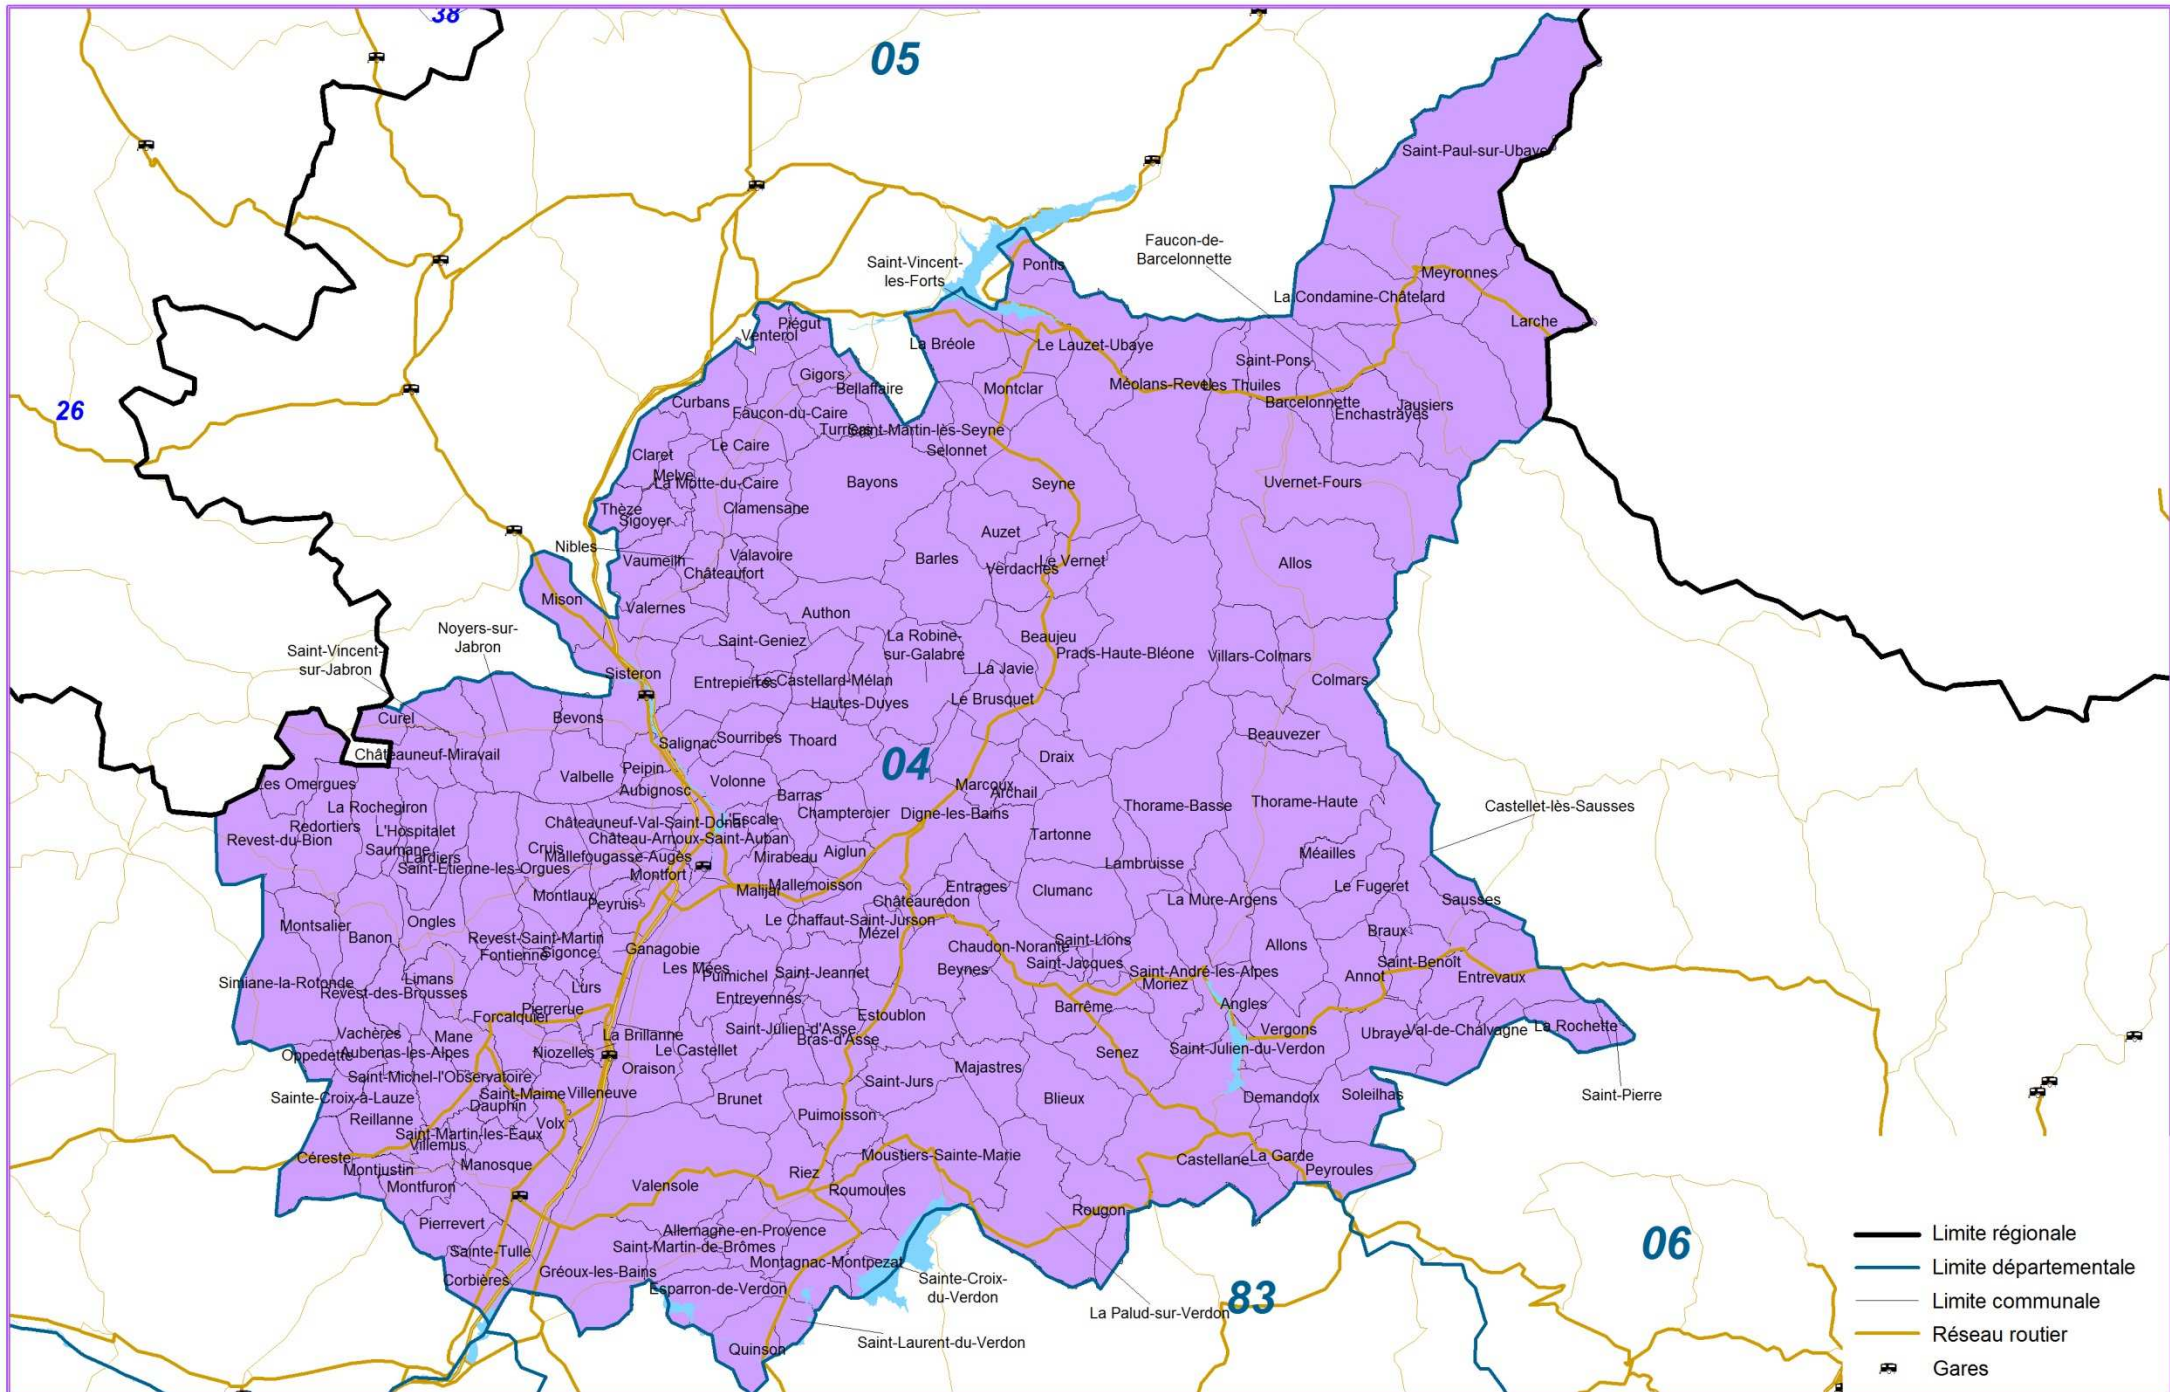 38
05
26
04
06
83
Saint-Paul-sur-Ubaye
Faucon-de-
Barcelonnette
Saint-Vincent-
les-Forts
Pontis
Meyronnes
La Condamine-Châtelard
Larche
Piégut
Venterol
La Bréole
Le Lauzet-Ubaye
Saint-Pons
Gigors
Bellaffaire
Montclar
Méolans-Revel
Les Thuiles
Curbans
Faucon-du-Caire
Barcelonnette
Enchastrayes
Jausiers
Turriers
Saint-Martin-lès-Seyne
Le Caire
Selonnet
Claret
Melve
La Motte-du-Caire
Bayons
Seyne
Uvernet-Fours
Thèze
Sigoyer
Clamensane
Auzet
Nibles
Vaumeilh
Valavoire
Châteaufort
Barles
Verdaches
Le Vernet
Allos
Mison
Valernes
Authon
Noyers-sur-
Jabron
Saint-Vincent-
sur-Jabron
Saint-Geniez
La Robine-
sur-Galabre
Beaujeu
Prads-Haute-Bléone
Villars-Colmars
Sisteron
Entrepierres
Le Castellard-Mélan
La Javie
Colmars
Curel
Bevons
Hautes-Duyes
Le Brusquet
Châteauneuf-Miravail
Salignac
Sourribes
Thoard
Beauvezer
Draix
Les Omergues
Valbelle
Peipin
Aubignosc
Volonne
Marcoux
Archail
La Rochegiron
Barras
Champtercier
Digne-les-Bains
Thorame-Basse
Thorame-Haute
Castellet-lès-Sausses
Redortiers
L'Hospitalet
Châteauneuf-Val-Saint-Donat
L'Escale
Revest-du-Bion
Saumane
Lardiers
Cruis
Château-Arnoux-Saint-Auban
Tartonne
Saint-Etienne-les-Orgues
Mallefougasse-Augès
Montfort
Mirabeau
Aiglun
Lambruisse
Méailles
Montlaux
Peyruis
Malijai
Mallemoisson
Entrages
Clumanc
Le Fugeret
Châteauredon
La Mure-Argens
Sausses
Montsalier
Banon
Ongles
Le Chaffaut-Saint-Jurson
Mézel
Braux
Revest-Saint-Martin
Fontienne
Sigonce
Ganagobie
Chaudon-Norante
Saint-Lions
Allons
Saint-Jacques
Saint-Benoît
Simiane-la-Rotonde
Limans
Revest-des-Brousses
Les Mées
Puimichel
Saint-Jeannet
Beynes
Saint-André-les-Alpes
Moriez
Annot
Entrevaux
Lurs
Entrevennes
Barrême
Angles
Forcalquier
Pierrerue
Estoublon
Vachères
Mane
La Brillanne
Saint-Julien-d'Asse
Bras-d'Asse
Vergons
Ubraye
Val-de-Chalvagne
La Rochette
Oppedette
Aubenas-les-Alpes
Niozelles
Le Castellet
Senez
Saint-Julien-du-Verdon
Oraison
Majastres
Saint-Michel-l'Observatoire
Saint-Jurs
Sainte-Croix-à-Lauze
Saint-Maime
Villeneuve
Brunet
Blieux
Demandolx
Soleilhas
Saint-Pierre
Dauphin
Reillanne
Volx
Puimoisson
Saint-Martin-les-Eaux
Villemus
Céreste
Montjustin
Manosque
Moustiers-Sainte-Marie
Castellane
La Garde
Peyroules
Montfuron
Valensole
Riez
Roumoules
Pierrevert
Rougon
Allemagne-en-Provence
Sainte-Tulle
Saint-Martin-de-Brômes
Montagnac-Montpezat
Corbières
Gréoux-les-Bains
Esparron-de-Verdon
Sainte-Croix-
du-Verdon
La Palud-sur-Verdon
Saint-Laurent-du-Verdon
Quinson
Limite régionale
Limite départementale
Limite communale
Réseau routier
Gares